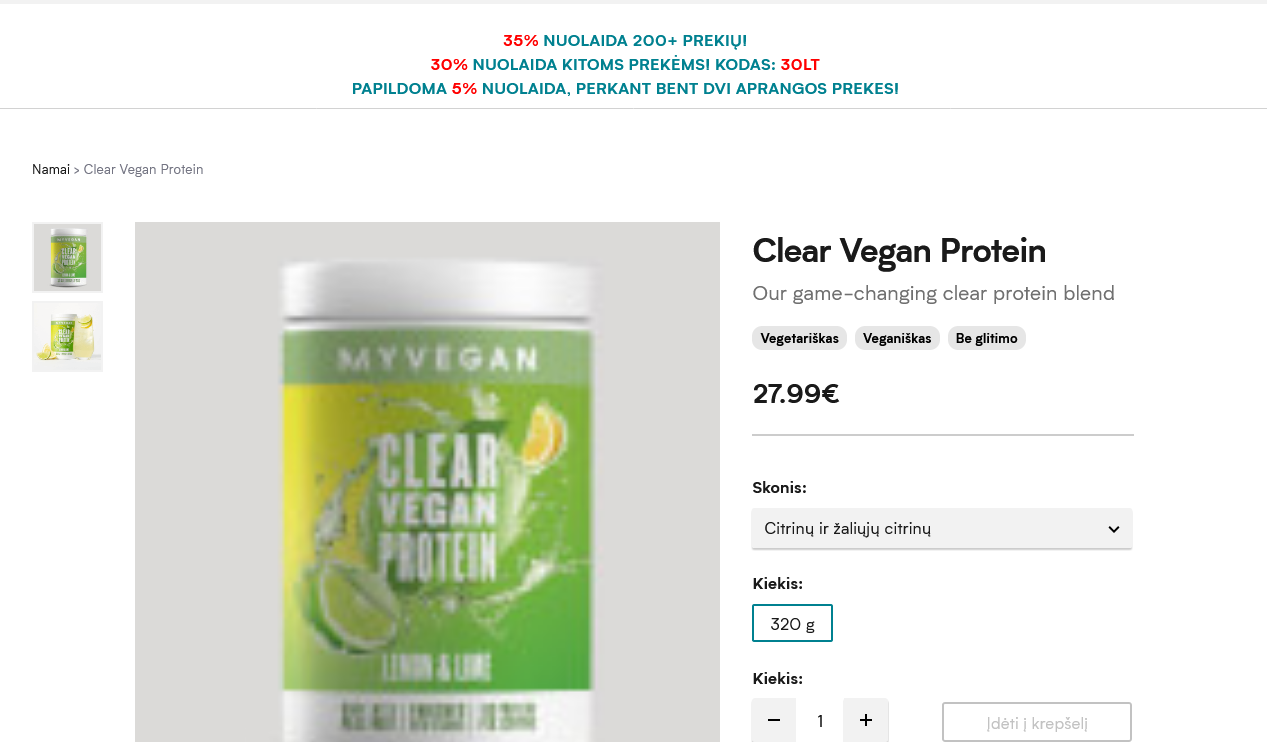 35% NUOLAIDA 200+ PREKIŲ!
30% NUOLAIDA KITOMS PREKĖMS! KODAS: 30LT
PAPILDOMA 5% NUOLAIDA, PERKANT BENT DVI APRANGOS PREKES!
Namai > Clear Vegan Protein
MYVEGAN
CLEAR
VEGAN
PROTEIN
LEMON & LIME
Clear Vegan Protein
Our game-changing clear protein blend
Vegetariškas Veganiškas Be glitimo
27.99€
Skonis:
Citrinų ir žaliųjų citrinų
Kiekis:
320 g
Kiekis:
− 1 + Įdėti į krepšelį